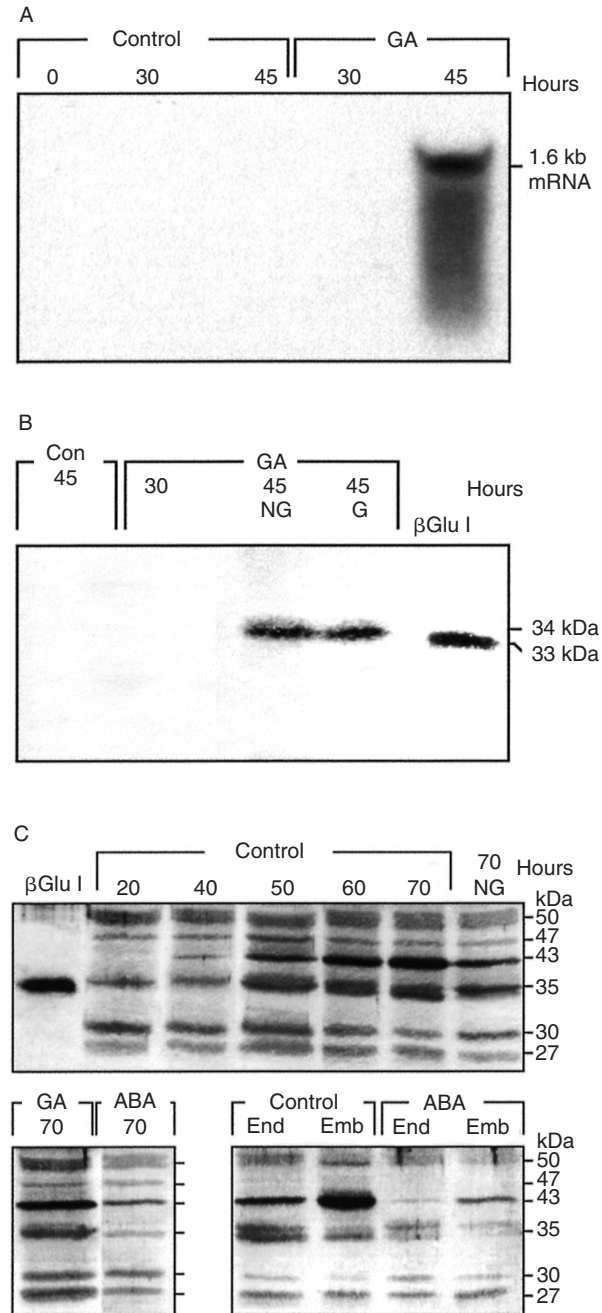 A
Control GA
0 30 45 30 45 Hours
1.6 kb
mRNA
B
Con GA
45 30 45 45 Hours
NG G
βGlu I
34 kDa
33 kDa
C
Control 70
βGlu I 20 40 50 60 70 NG Hours
kDa
50
47
43
35
30
27
GA ABA Control ABA
70 70 End Emb End Emb kDa
50
47
43
35
30
27